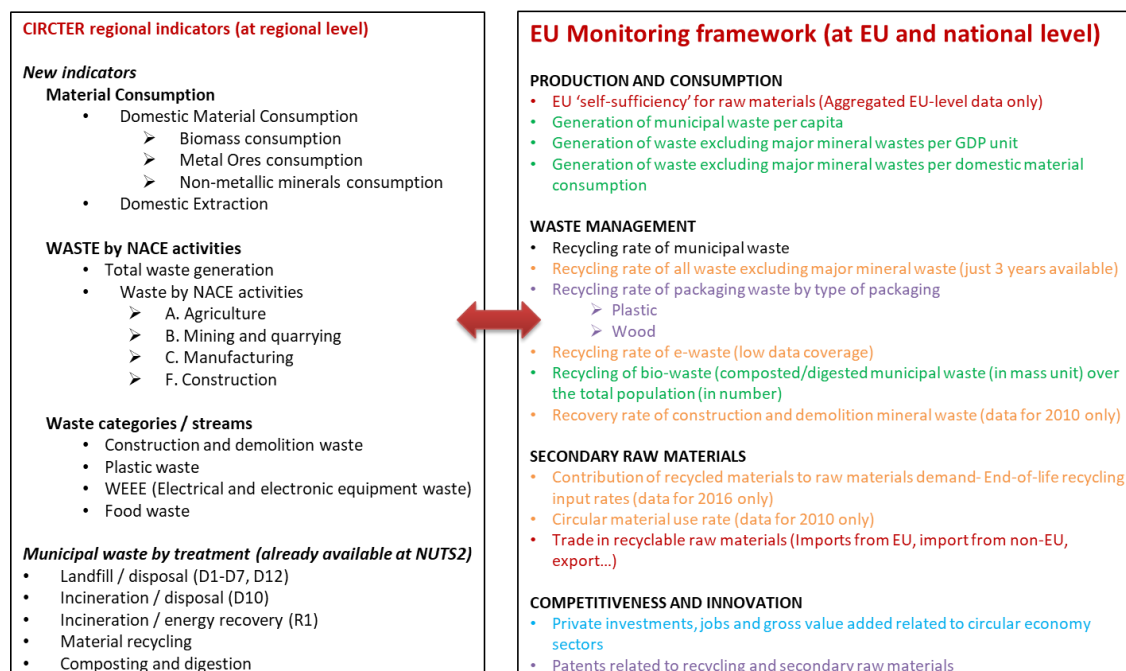 CIRCTER regional indicators (at regional level)
New indicators
Material Consumption
• Domestic Material Consumption
➢ Biomass consumption
➢ Metal Ores consumption
➢ Non-metallic minerals consumption
• Domestic Extraction
WASTE by NACE activities
• Total waste generation
• Waste by NACE activities
➢ A. Agriculture
➢ B. Mining and quarrying
➢ C. Manufacturing
➢ F. Construction
Waste categories / streams
• Construction and demolition waste
• Plastic waste
• WEEE (Electrical and electronic equipment waste)
• Food waste
Municipal waste by treatment (already available at NUTS2)
• Landfill / disposal (D1-D7, D12)
• Incineration / disposal (D10)
• Incineration / energy recovery (R1)
• Material recycling
• Composting and digestion
EU Monitoring framework (at EU and national level)
PRODUCTION AND CONSUMPTION
• EU ‘self-sufficiency’ for raw materials (Aggregated EU-level data only)
• Generation of municipal waste per capita
• Generation of waste excluding major mineral wastes per GDP unit
• Generation of waste excluding major mineral wastes per domestic material
consumption
WASTE MANAGEMENT
• Recycling rate of municipal waste
• Recycling rate of all waste excluding major mineral waste (just 3 years available)
• Recycling rate of packaging waste by type of packaging
➢ Plastic
➢ Wood
• Recycling rate of e-waste (low data coverage)
• Recycling of bio-waste (composted/digested municipal waste (in mass unit) over
the total population (in number)
• Recovery rate of construction and demolition mineral waste (data for 2010 only)
SECONDARY RAW MATERIALS
• Contribution of recycled materials to raw materials demand- End-of-life recycling
input rates (data for 2016 only)
• Circular material use rate (data for 2010 only)
• Trade in recyclable raw materials (Imports from EU, import from non-EU,
export...)
COMPETITIVENESS AND INNOVATION
• Private investments, jobs and gross value added related to circular economy
sectors
• Patents related to recycling and secondary raw materials